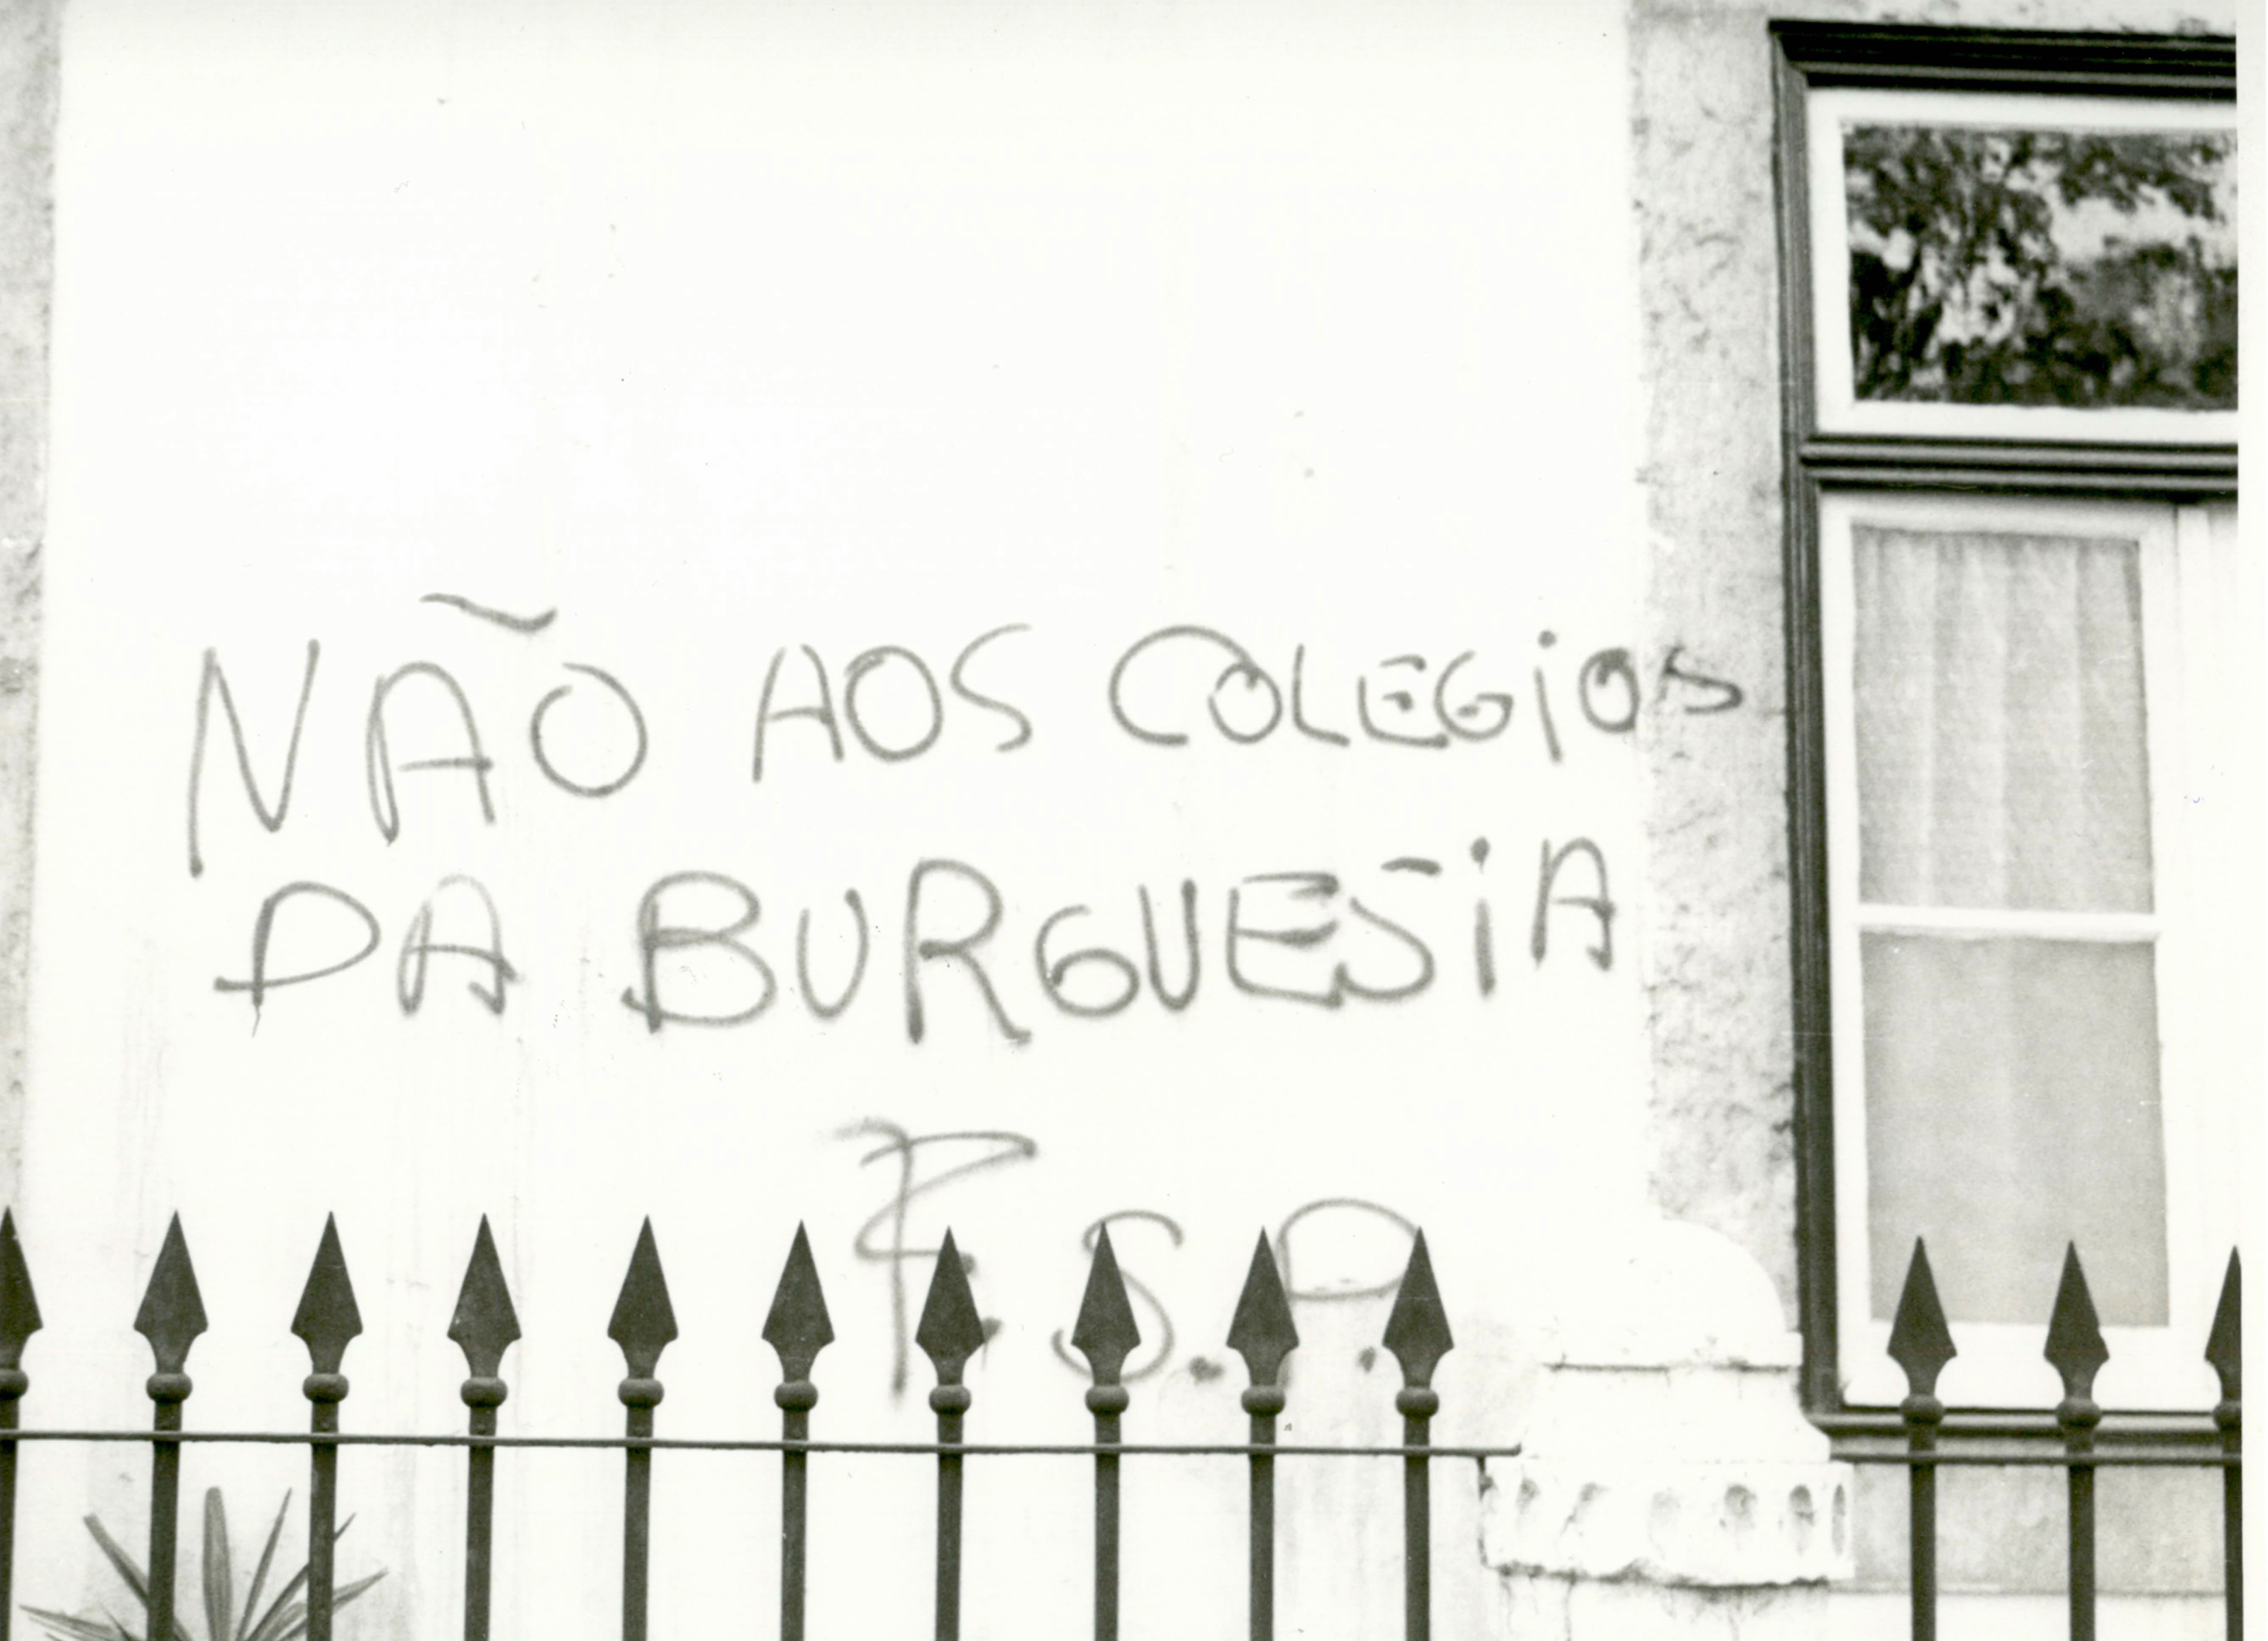 NÃO AOS COLEGiOS
DA BURGUESiA
F.S.P.